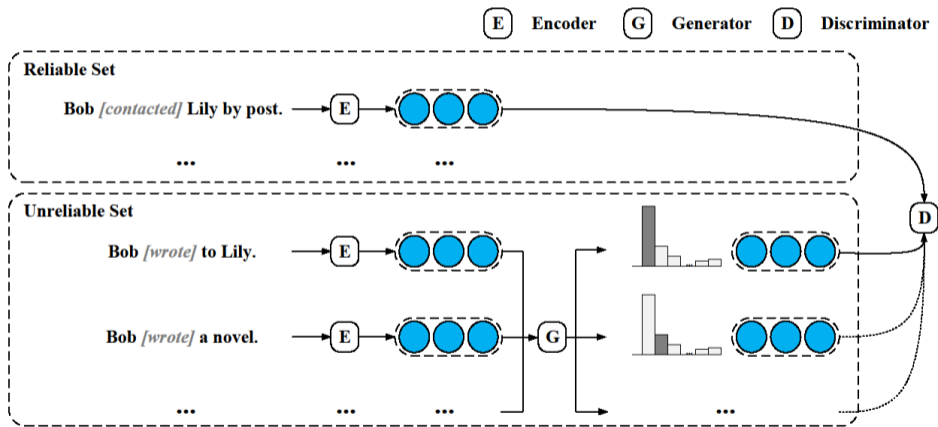 E Encoder G Generator D Discriminator
Reliable Set
Bob [contacted] Lily by post. E
... ... ...
D
Unreliable Set
Bob [wrote] to Lily. E
Bob [wrote] a novel. E G
... ... ... ...